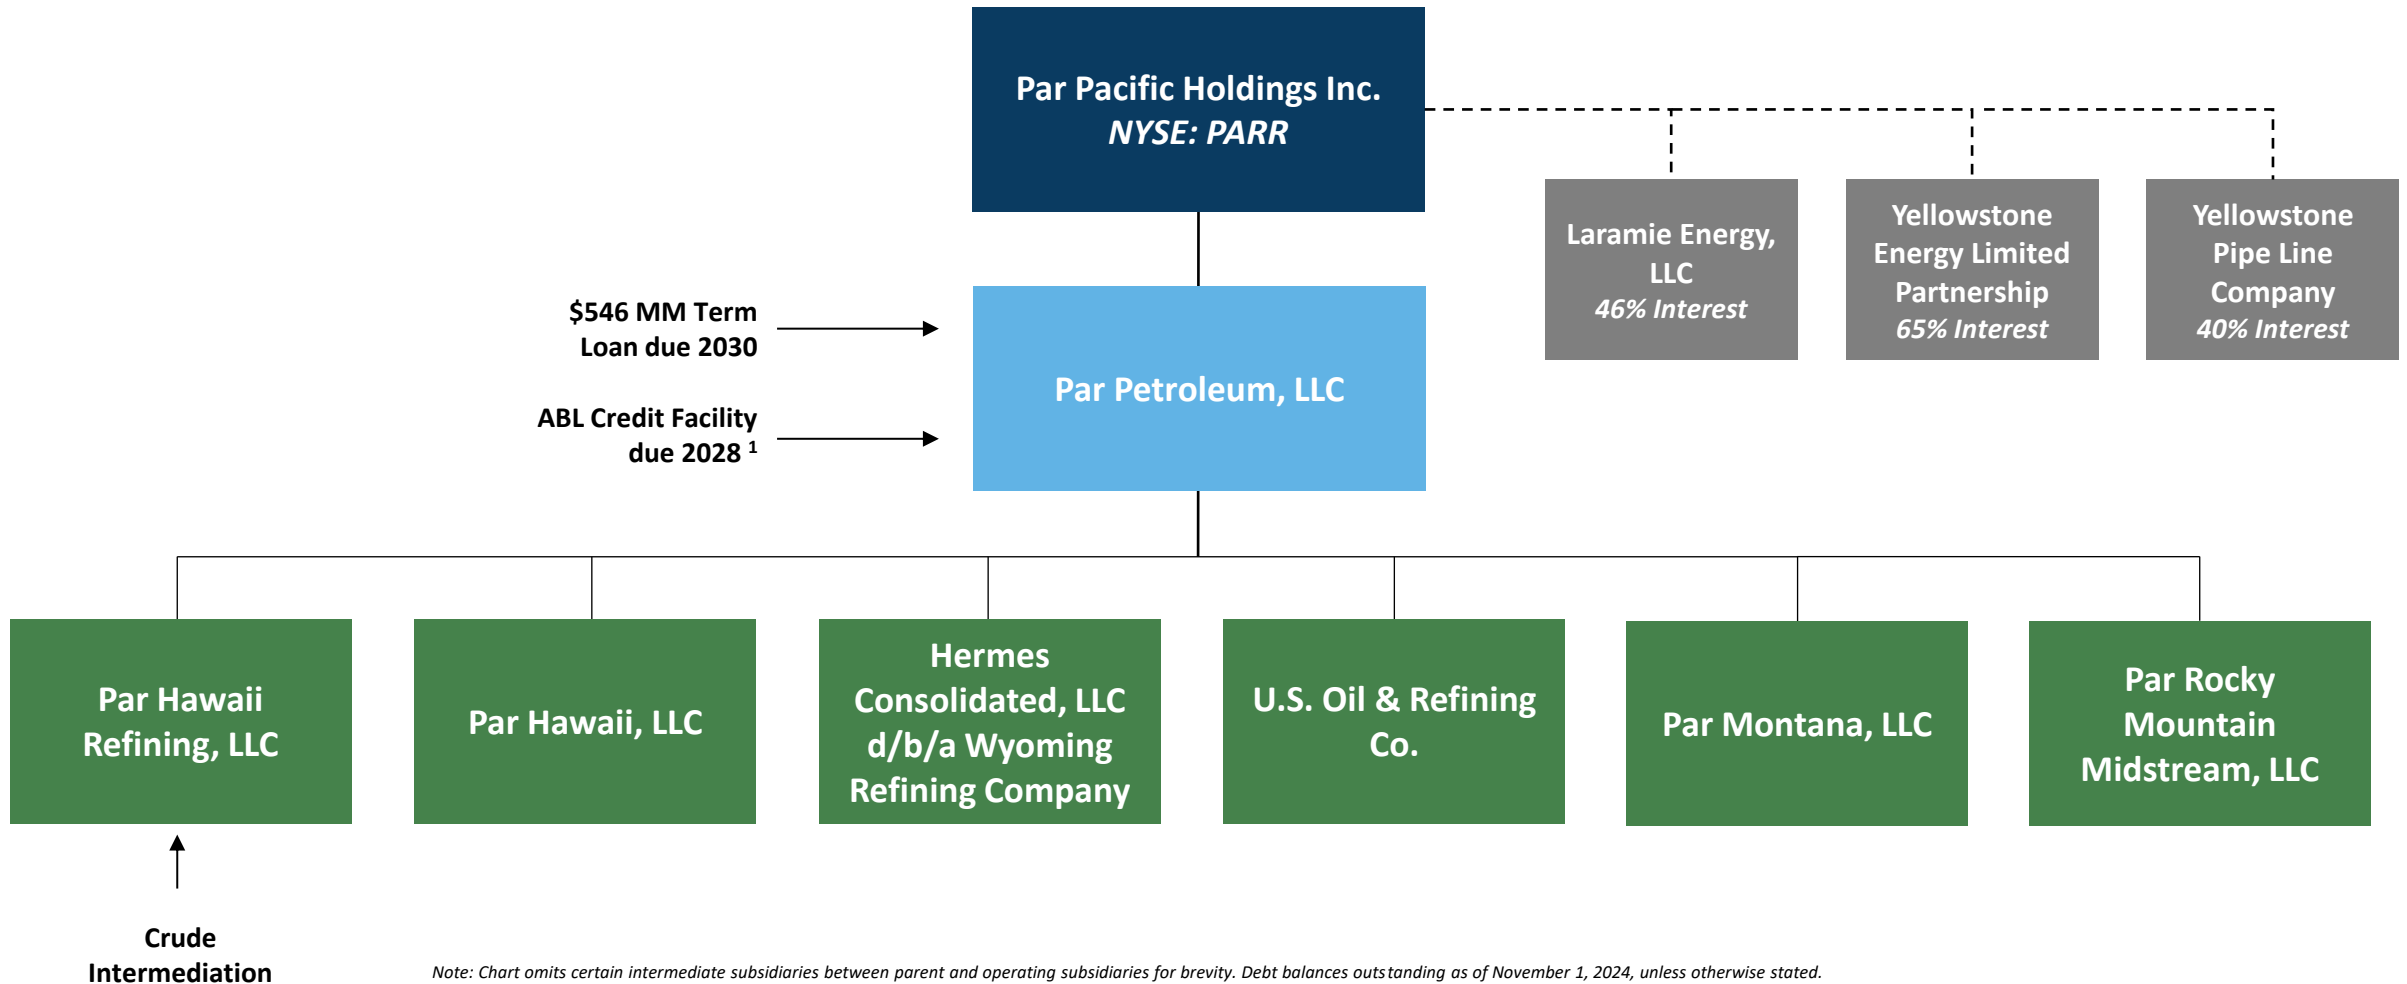 Par Pacific Holdings Inc.
NYSE: PARR
Laramie Energy,
LLC
46% Interest
Yellowstone
Energy Limited
Partnership
65% Interest
Yellowstone
Pipe Line
Company
40% Interest
$546 MM Term
Loan due 2030
ABL Credit Facility
due 2028 1
Par Petroleum, LLC
Par Hawaii
Refining, LLC
Par Hawaii, LLC
Hermes
Consolidated, LLC
d/b/a Wyoming
Refining Company
U.S. Oil & Refining
Co.
Par Montana, LLC
Par Rocky
Mountain
Midstream, LLC
Crude
Intermediation
Note: Chart omits certain intermediate subsidiaries between parent and operating subsidiaries for brevity. Debt balances outstanding as of November 1, 2024, unless otherwise stated.